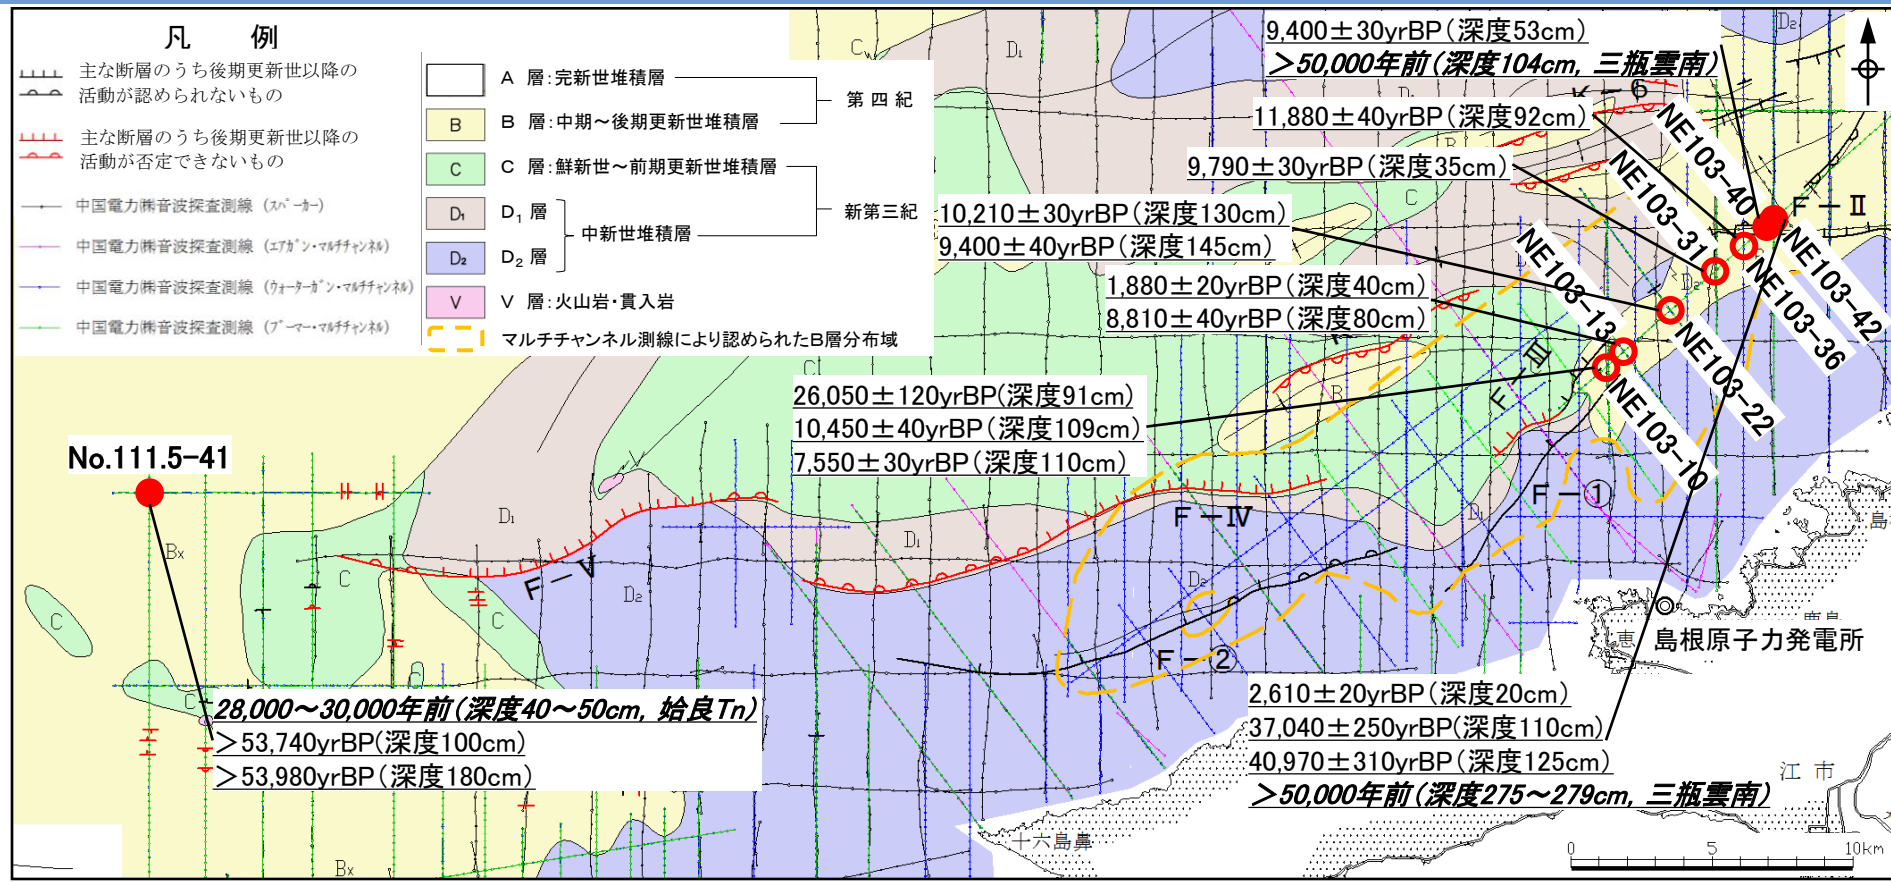 凡 例
主な断層のうち後期更新世以降の
活動が認められないもの
主な断層のうち後期更新世以降の
活動が否定できないもの
中国電力㈱音波探査測線 (スパーカー)
中国電力㈱音波探査測線 (エアガン・マルチチャンネル)
中国電力㈱音波探査測線 (ウォーターガン・マルチチャンネル)
中国電力㈱音波探査測線 (ブーマー・マルチチャンネル)
A 層:完新世堆積層
B B 層:中期～後期更新世堆積層
第四紀
C C 層:鮮新世～前期更新世堆積層
D₁ D₁ 層
中新世堆積層
新第三紀
D₂ D₂ 層
V V 層:火山岩・貫入岩
マルチチャンネル測線により認められたB層分布域
9,400±30yrBP(深度53cm)
＞50,000年前(深度104cm, 三瓶雲南)
11,880±40yrBP(深度92cm)
9,790±30yrBP(深度35cm)
10,210±30yrBP(深度130cm)
9,400±40yrBP(深度145cm)
1,880±20yrBP(深度40cm)
8,810±40yrBP(深度80cm)
26,050±120yrBP(深度91cm)
10,450±40yrBP(深度109cm)
7,550±30yrBP(深度110cm)
K－6
NE103-40
NE103-31
NE103-13
F－Ⅱ
NE103-42
NE103-36
NE103-22
NE103-10
F－Ⅲ
F－①
F－Ⅳ
F－Ⅴ
F－②
No.111.5-41
28,000～30,000年前(深度40～50cm, 姶良Tn)
＞53,740yrBP(深度100cm)
＞53,980yrBP(深度180cm)
2,610±20yrBP(深度20cm)
37,040±250yrBP(深度110cm)
40,970±310yrBP(深度125cm)
＞50,000年前(深度275～279cm, 三瓶雲南)
島根原子力発電所
恵
島
江 市
十六島鼻
D₁
D₂
C
B
Bx
V
0 5 10km